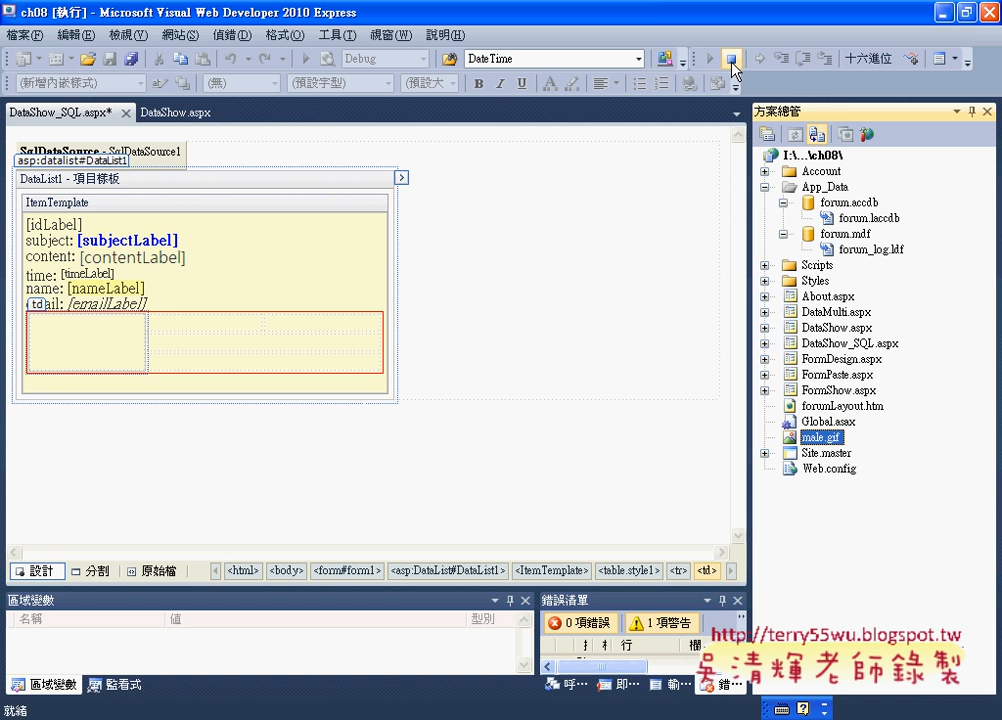 ch08 [執行] - Microsoft Visual Web Developer 2010 Express
檔案(F) 編輯(E) 檢視(V) 網站(S) 偵錯(D) 格式(O) 工具(T) 視窗(W) 說明(H)
Debug DateTime 十六進位
(新增內嵌樣式) (無) (預設字型) (預設大 B I U A
DataShow_SQL.aspx* DataShow.aspx
SqlDataSource - SqlDataSource1
asp:datalist#DataList1
DataList1 - 項目樣板
ItemTemplate
[idLabel]
subject: [subjectLabel]
content: [contentLabel]
time: [timeLabel]
name: [nameLabel]
td ail: [emailLabel]
設計 分割 原始檔 <html> <body> <form#form1> <asp:DataList#DataList1> <ItemTemplate> <table.style1> <tr> <td>
方案總管
I:\...\ch08\
Account
App_Data
forum.accdb
forum.laccdb
forum.mdf
forum_log.ldf
Scripts
Styles
About.aspx
DataMulti.aspx
DataShow.aspx
DataShow_SQL.aspx
FormDesign.aspx
FormPaste.aspx
FormShow.aspx
forumLayout.htm
Global.asax
male.gif
Site.master
Web.config
區域變數
名稱 值 型別
區域變數 監看式
錯誤清單
0 項錯誤 1 項警告
行 欄
呼… 即… 輸… 錯…
http://terry55wu.blogspot.tw
吳清輝老師錄製
就緒